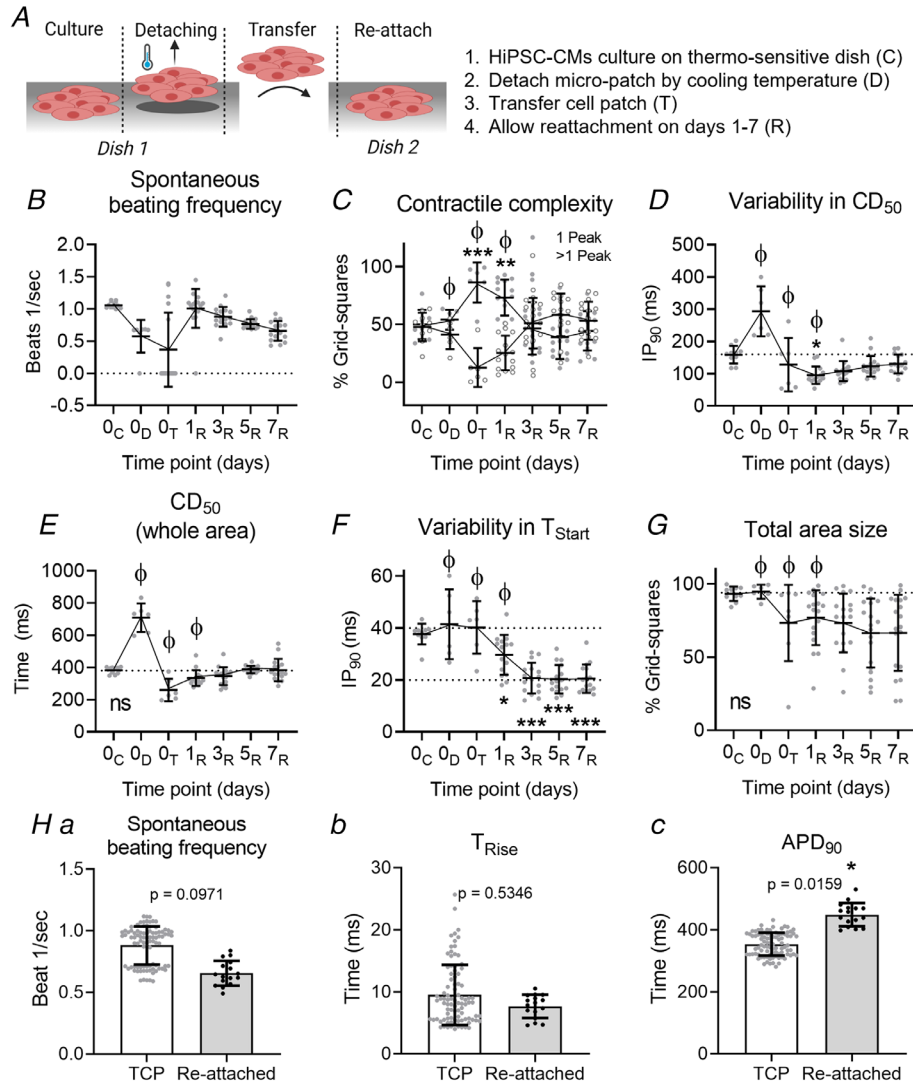 A
Culture
Detaching
Transfer
Re-attach
Dish 1
Dish 2
1. HiPSC-CMs culture on thermo-sensitive dish (C)
2. Detach micro-patch by cooling temperature (D)
3. Transfer cell patch (T)
4. Allow reattachment on days 1-7 (R)
B
Spontaneous
beating frequency
Beats 1/sec
2.0
1.5
1.0
0.5
0.0
-0.5
0C 0D 0T 1R 3R 5R 7R
Time point (days)
C
Contractile complexity
ϕ ϕ ϕ
*** **
1 Peak
>1 Peak
% Grid-squares
100
50
0
0C 0D 0T 1R 3R 5R 7R
Time point (days)
D
Variability in CD50
ϕ ϕ ϕ
*
IP90 (ms)
500
400
300
200
100
0
0C 0D 0T 1R 3R 5R 7R
Time point (days)
E
CD50
(whole area)
ϕ ϕ ϕ
Time (ms)
1000
800
600
400
200
0
ns
0C 0D 0T 1R 3R 5R 7R
Time point (days)
F
Variability in TStart
ϕ ϕ ϕ
IP90 (ms)
60
40
20
0
* *** *** ***
0C 0D 0T 1R 3R 5R 7R
Time point (days)
G
Total area size
ϕ ϕ ϕ
% Grid-squares
100
50
0
ns
0C 0D 0T 1R 3R 5R 7R
Time point (days)
H a
Spontaneous
beating frequency
p = 0.0971
Beat 1/sec
1.5
1.0
0.5
0.0
TCP Re-attached
b
TRise
p = 0.5346
Time (ms)
30
20
10
0
TCP Re-attached
c
APD90
p = 0.0159
*
Time (ms)
600
400
200
0
TCP Re-attached